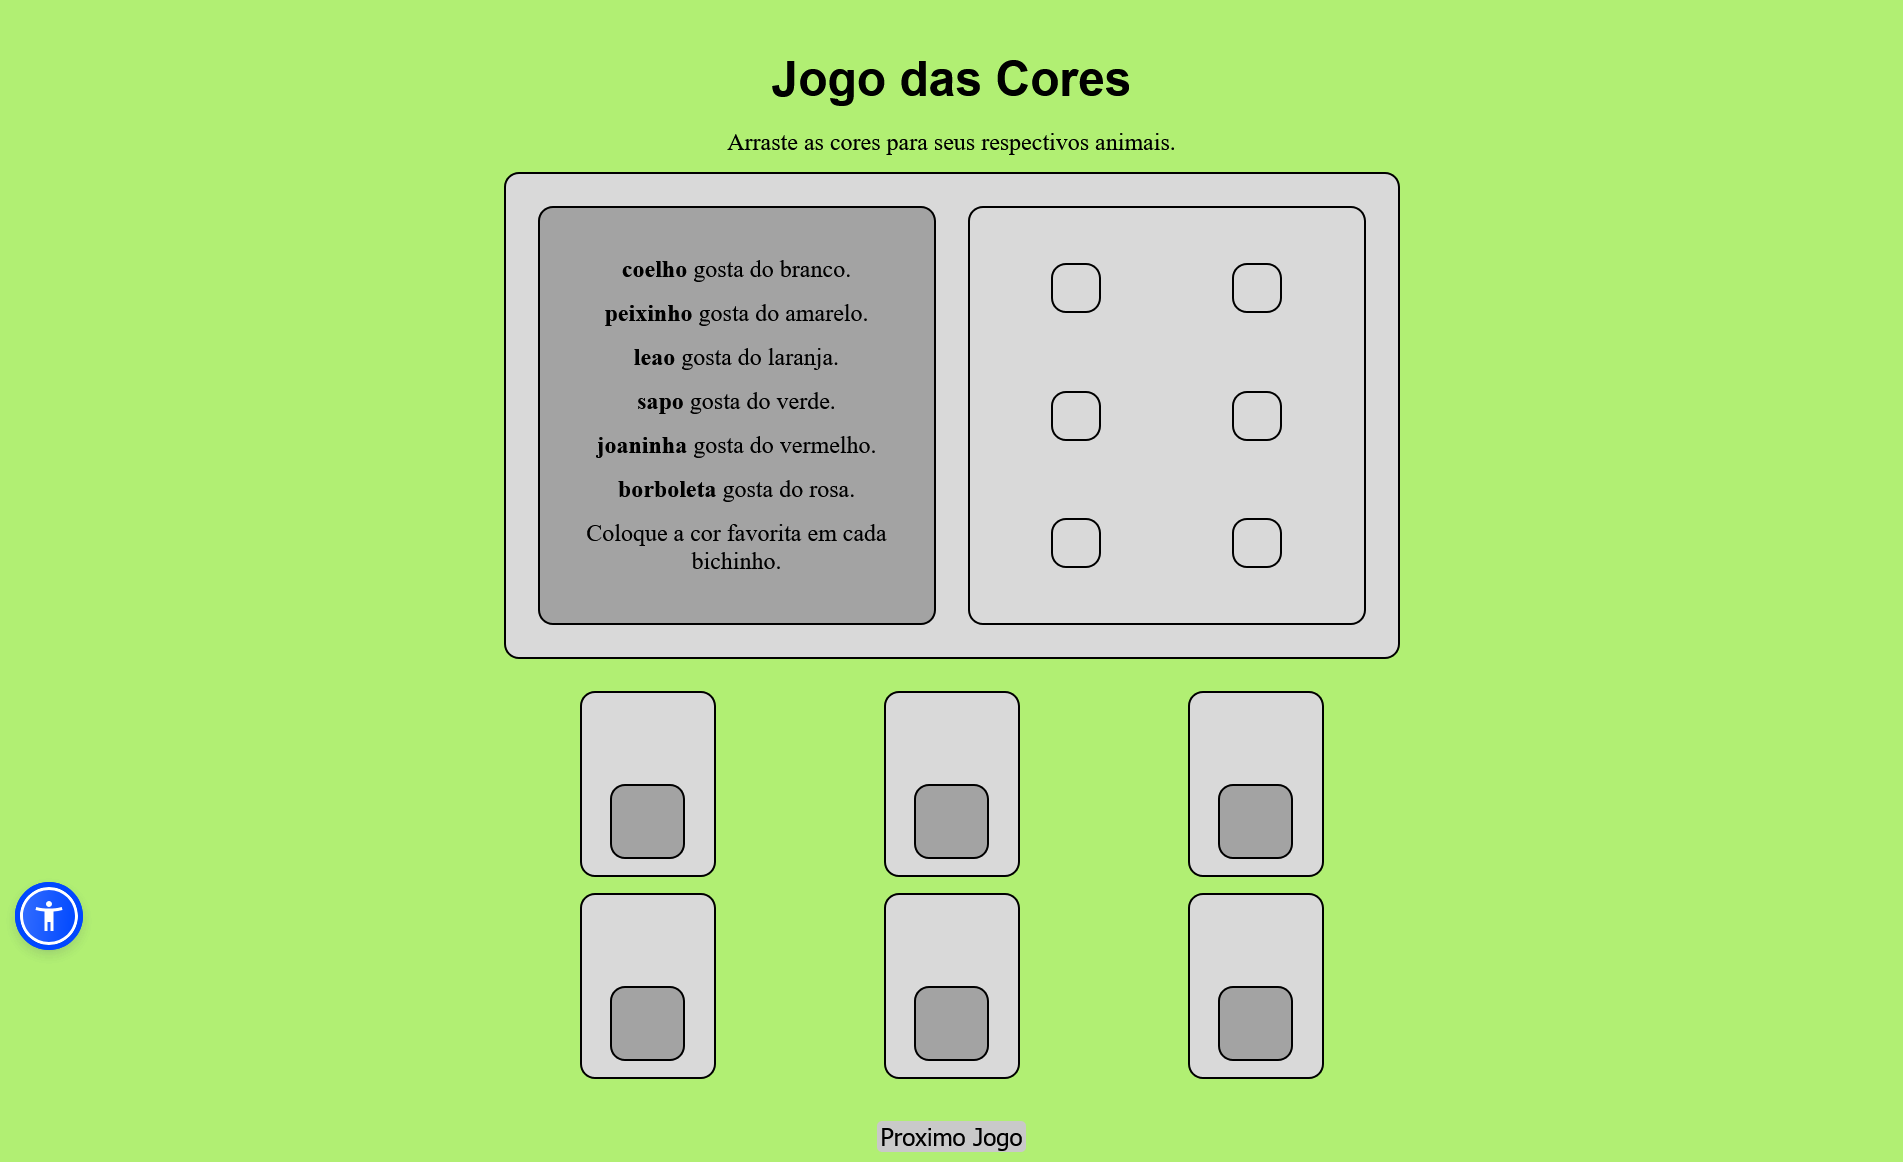 Jogo das Cores
Arraste as cores para seus respectivos animais.
coelho gosta do branco.
peixinho gosta do amarelo.
leao gosta do laranja.
sapo gosta do verde.
joaninha gosta do vermelho.
borboleta gosta do rosa.
Coloque a cor favorita em cada
bichinho.
Proximo Jogo